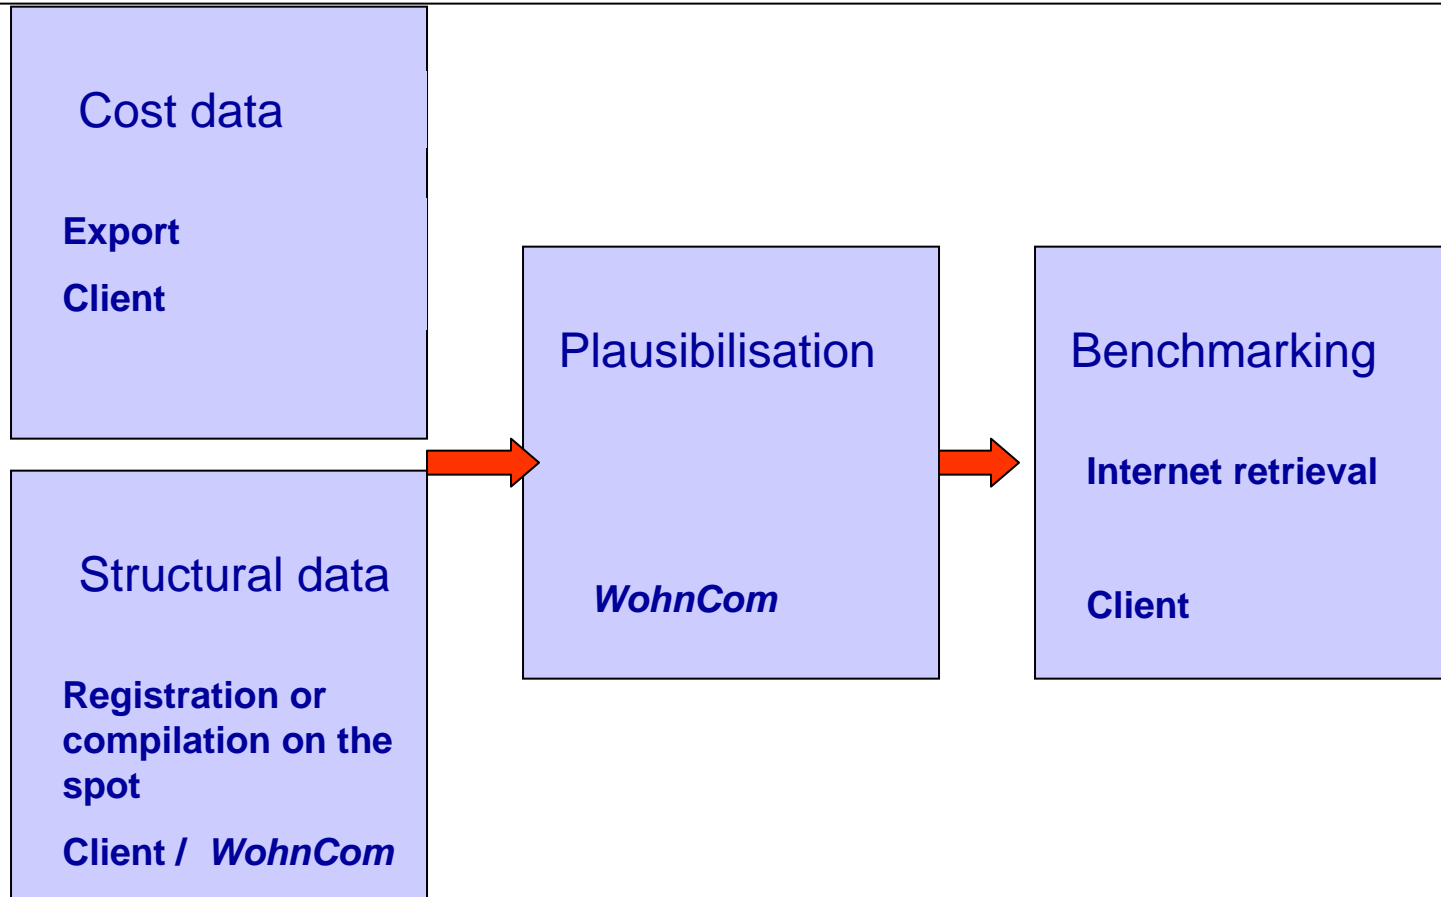 Cost data
Export
Client
Structural data
Registration or
compilation on the
spot
Client / WohnCom
Plausibilisation
WohnCom
Benchmarking
Internet retrieval
Client